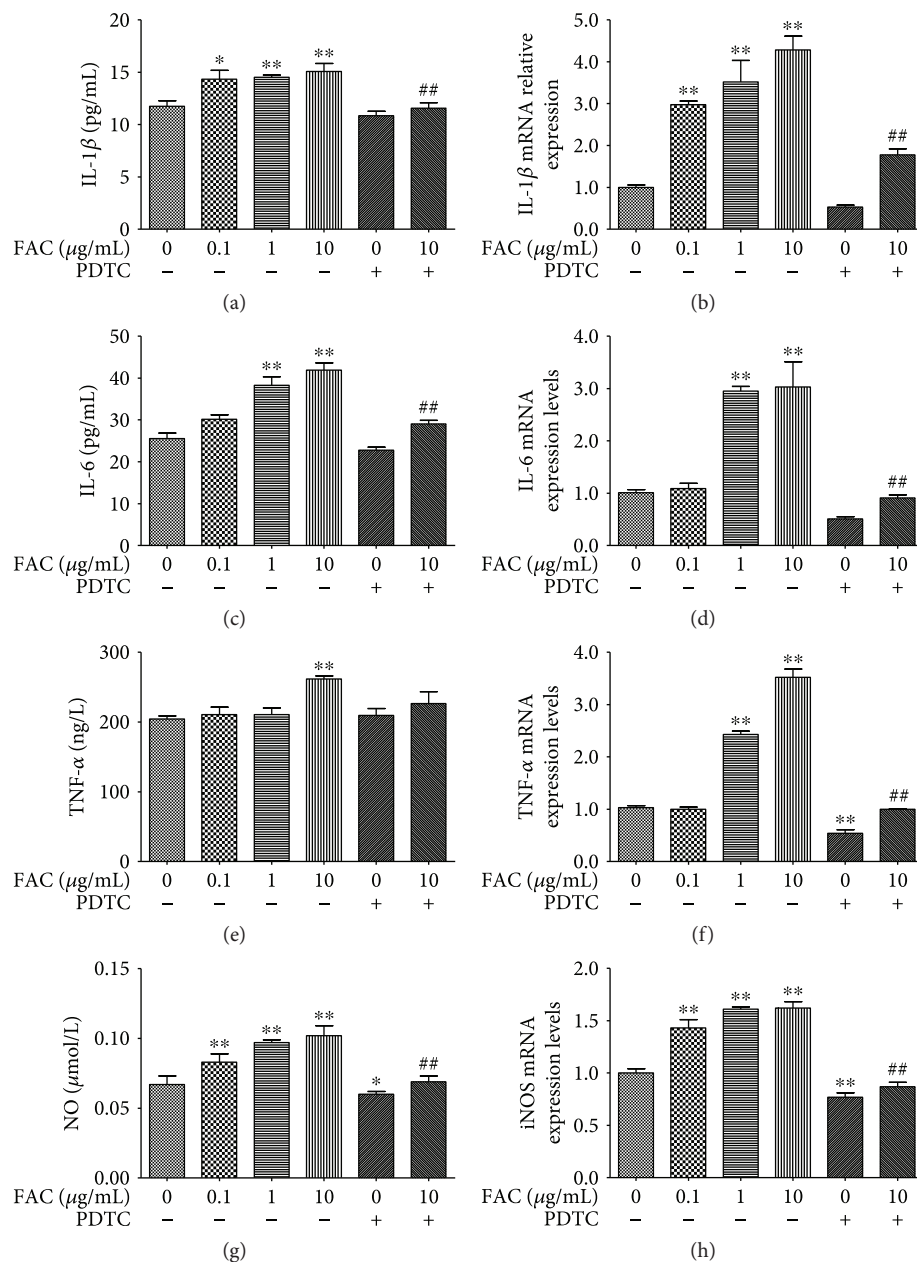 20
15
10
5
0
IL-1β (pg/mL)
* ** ** ##
FAC (μg/mL) 0 0.1 1 10 0 10
PDTC − − − − + +
(a)
5.0
4.0
3.0
2.0
1.0
0.0
IL-1β mRNA relative
expression
** ** ** ##
FAC (μg/mL) 0 0.1 1 10 0 10
PDTC − − − − + +
(b)
50
40
30
20
10
0
IL-6 (pg/mL)
** ** ##
FAC (μg/mL) 0 0.1 1 10 0 10
PDTC − − − − + +
(c)
4.0
3.0
2.0
1.0
0.0
IL-6 mRNA
expression levels
** ** ##
FAC (μg/mL) 0 0.1 1 10 0 10
PDTC − − − − + +
(d)
300
200
100
0
TNF-α (ng/L)
**
FAC (μg/mL) 0 0.1 1 10 0 10
PDTC − − − − + +
(e)
4.0
3.0
2.0
1.0
0.0
TNF-α mRNA
expression levels
** ** ** ##
FAC (μg/mL) 0 0.1 1 10 0 10
PDTC − − − − + +
(f)
0.15
0.10
0.05
0.00
NO (μmol/L)
** ** ** * ##
FAC (μg/mL) 0 0.1 1 10 0 10
PDTC − − − − + +
(g)
2.0
1.5
1.0
0.5
0.0
iNOS mRNA
expression levels
** ** ** ** ##
FAC (μg/mL) 0 0.1 1 10 0 10
PDTC − − − − + +
(h)